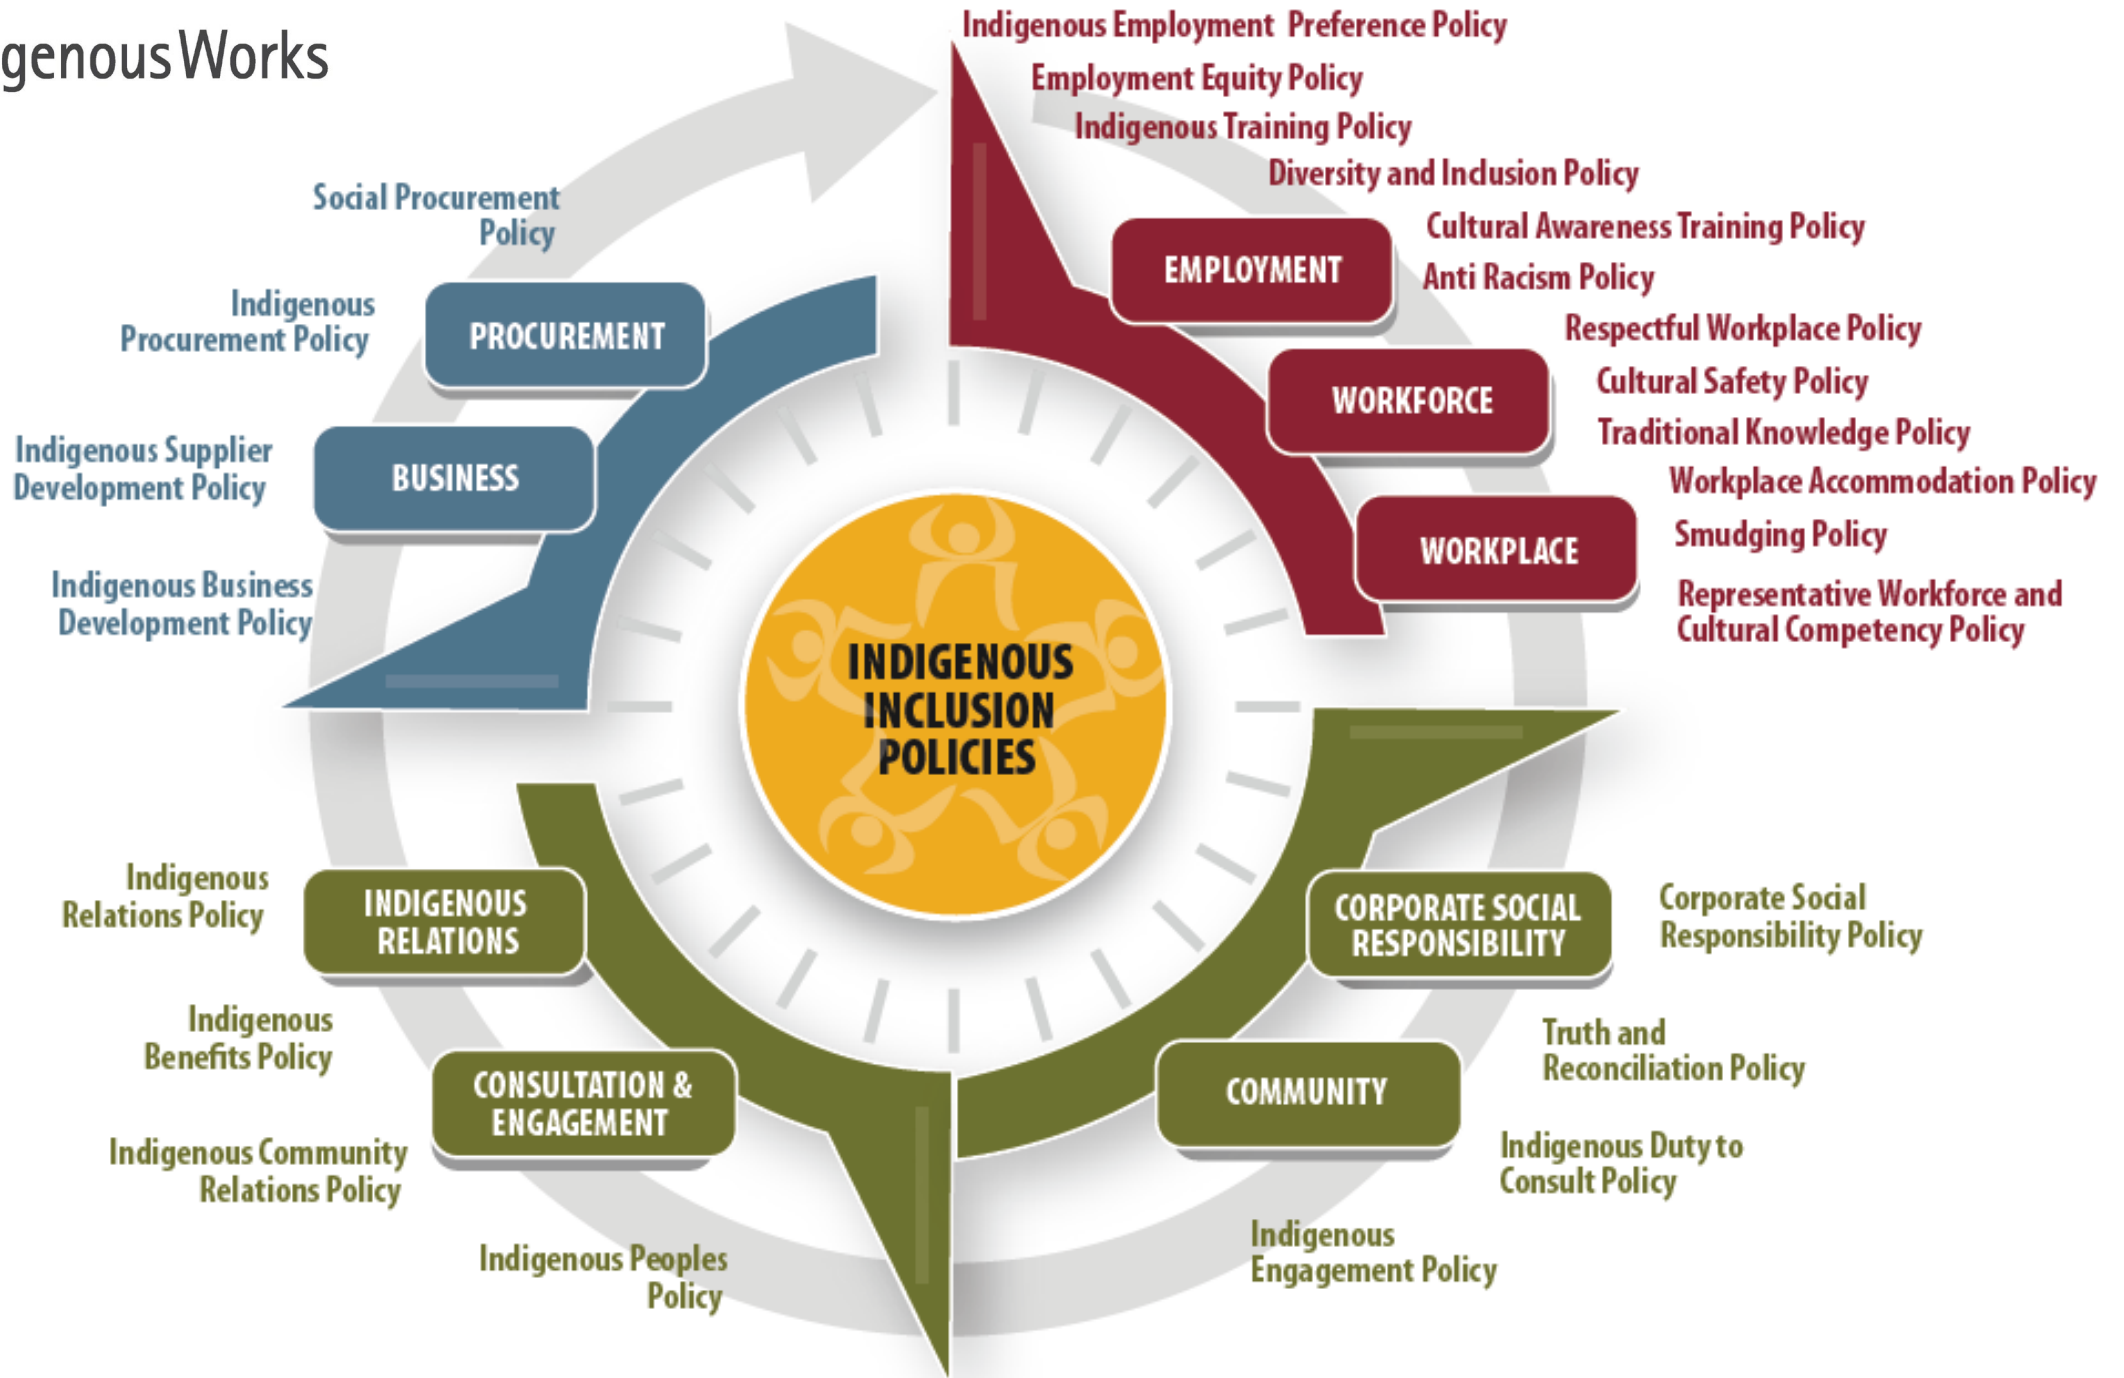 genousWorks
Indigenous Employment Preference Policy
Employment Equity Policy
Indigenous Training Policy
Diversity and Inclusion Policy
Cultural Awareness Training Policy
Anti Racism Policy
Respectful Workplace Policy
Cultural Safety Policy
Traditional Knowledge Policy
Workplace Accommodation Policy
Smudging Policy
Representative Workforce and
Cultural Competency Policy
EMPLOYMENT
WORKFORCE
WORKPLACE
Social Procurement
Policy
Indigenous
Procurement Policy
PROCUREMENT
Indigenous Supplier
Development Policy
BUSINESS
Indigenous Business
Development Policy
INDIGENOUS
INCLUSION
POLICIES
Indigenous
Relations Policy
INDIGENOUS
RELATIONS
Indigenous
Benefits Policy
CONSULTATION &
ENGAGEMENT
Indigenous Community
Relations Policy
Indigenous Peoples
Policy
CORPORATE SOCIAL
RESPONSIBILITY
Corporate Social
Responsibility Policy
Truth and
Reconciliation Policy
COMMUNITY
Indigenous Duty to
Consult Policy
Indigenous
Engagement Policy